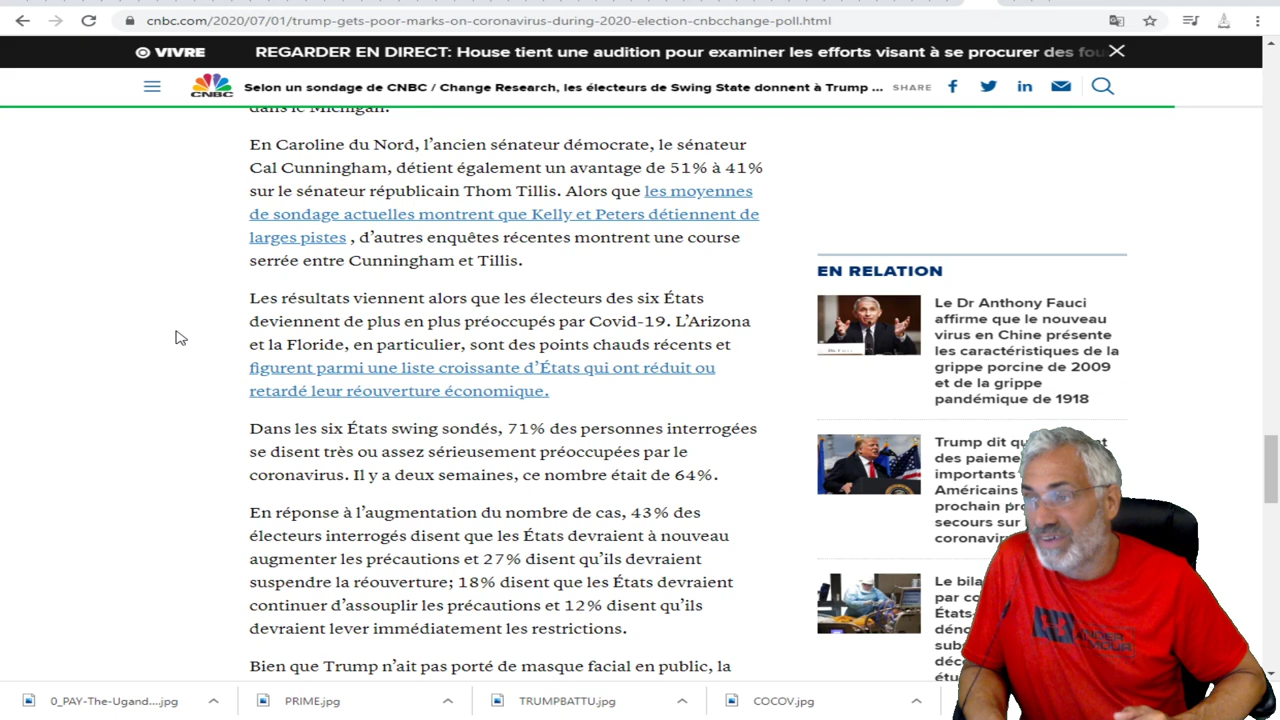 cnbc.com/2020/07/01/trump-gets-poor-marks-on-coronavirus-during-2020-election-cnbcchange-poll.html
VIVRE
REGARDER EN DIRECT: House tient une audition pour examiner les efforts visant à se procurer des fou
CNBC
Selon un sondage de CNBC / Change Research, les électeurs de Swing State donnent à Trump ...
SHARE
dans le Michigan.
En Caroline du Nord, l'ancien sénateur démocrate, le sénateur
Cal Cunningham, détient également un avantage de 51% à 41%
sur le sénateur républicain Thom Tillis. Alors que les moyennes
de sondage actuelles montrent que Kelly et Peters détiennent de
larges pistes , d'autres enquêtes récentes montrent une course
serrée entre Cunningham et Tillis.
Les résultats viennent alors que les électeurs des six États
deviennent de plus en plus préoccupés par Covid-19. L'Arizona
et la Floride, en particulier, sont des points chauds récents et
figurent parmi une liste croissante d'États qui ont réduit ou
retardé leur réouverture économique.
Dans les six États swing sondés, 71% des personnes interrogées
se disent très ou assez sérieusement préoccupées par le
coronavirus. Il y a deux semaines, ce nombre était de 64%.
En réponse à l'augmentation du nombre de cas, 43% des
électeurs interrogés disent que les États devraient à nouveau
augmenter les précautions et 27% disent qu'ils devraient
suspendre la réouverture; 18% disent que les États devraient
continuer d'assouplir les précautions et 12% disent qu'ils
devraient lever immédiatement les restrictions.
Bien que Trump n'ait pas porté de masque facial en public, la
EN RELATION
Le Dr Anthony Fauci
affirme que le nouveau
virus en Chine présente
les caractéristiques de la
grippe porcine de 2009
et de la grippe
pandémique de 1918
Trump dit
des
importants
Américains
prochain
secours sur
Le
par
États-
UNDER
ARMOUR
0_PAY-The-Ugand....jpg
PRIME.jpg
TRUMPBATTU.jpg
COCOV.jpg